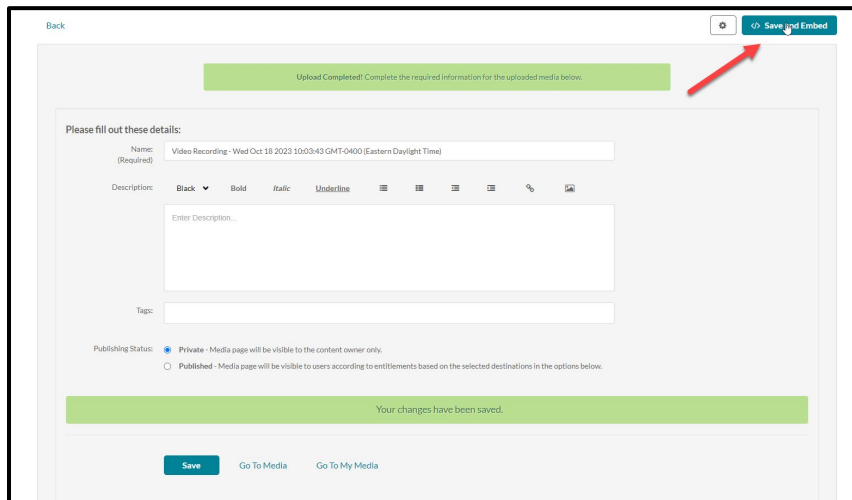 Back
</> Save and Embed
Upload Completed! Complete the required information for the uploaded media below.
Please fill out these details:
Name:
(Required)
Video Recording - Wed Oct 18 2023 10:03:43 GMT-0400 (Eastern Daylight Time)
Description:
Black Bold Italic Underline
Enter Description...
Tags:
Publishing Status:
Private - Media page will be visible to the content owner only.
Published - Media page will be visible to users according to entitlements based on the selected destinations in the options below.
Your changes have been saved.
Save Go To Media Go To My Media